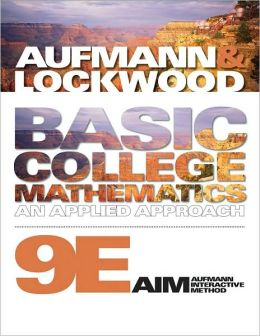 AUFMANN&
LOCKWOOD
BASIC
COLLEGE
MATHEMATICS
AN APPLIED APPROACH
9E
AIM AUFMANN
INTERACTIVE
METHOD